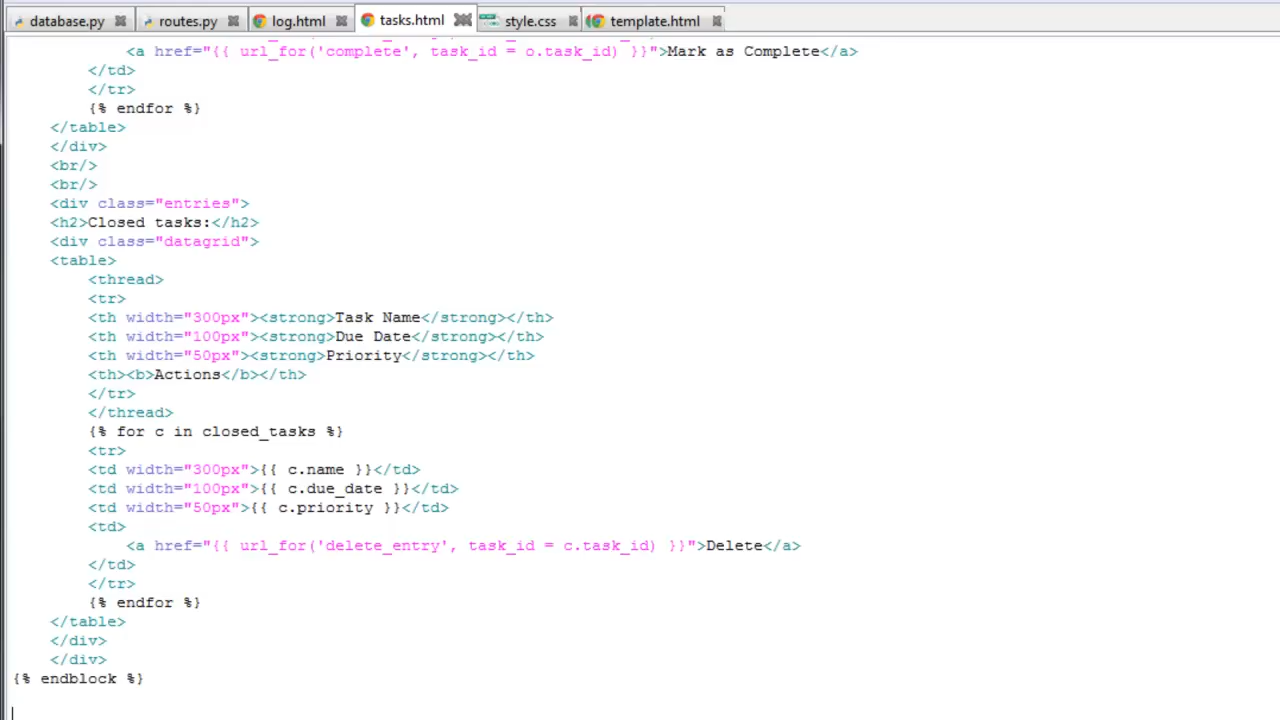 database.py routes.py log.html tasks.html style.css template.html
<a href="{{ url_for('complete', task_id = o.task_id) }}">Mark as Complete</a>
</td>
</tr>
{% endfor %}
</table>
</div>
<br/>
<br/>
<div class="entries">
<h2>Closed tasks:</h2>
<div class="datagrid">
<table>
<thread>
<tr>
<th width="300px"><strong>Task Name</strong></th>
<th width="100px"><strong>Due Date</strong></th>
<th width="50px"><strong>Priority</strong></th>
<th><b>Actions</b></th>
</tr>
</thread>
{% for c in closed_tasks %}
<tr>
<td width="300px">{{ c.name }}</td>
<td width="100px">{{ c.due_date }}</td>
<td width="50px">{{ c.priority }}</td>
<td>
<a href="{{ url_for('delete_entry', task_id = c.task_id) }}">Delete</a>
</td>
</tr>
{% endfor %}
</table>
</div>
</div>
{% endblock %}